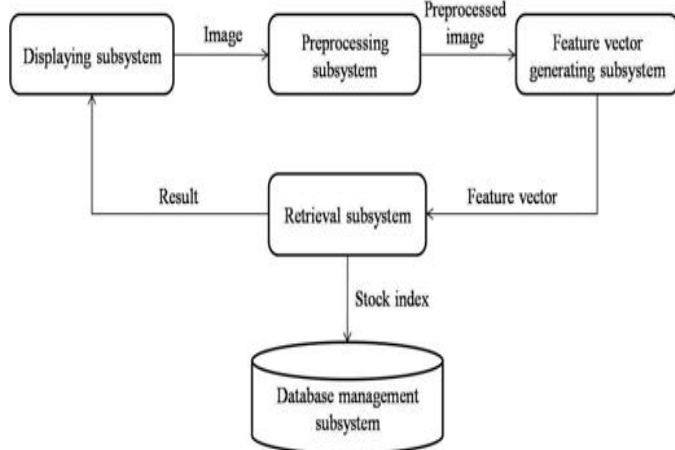 Displaying subsystem
Image
Preprocessing
subsystem
Preprocessed
image
Feature vector
generating subsystem
Result
Retrieval subsystem
Feature vector
Stock index
Database management
subsystem